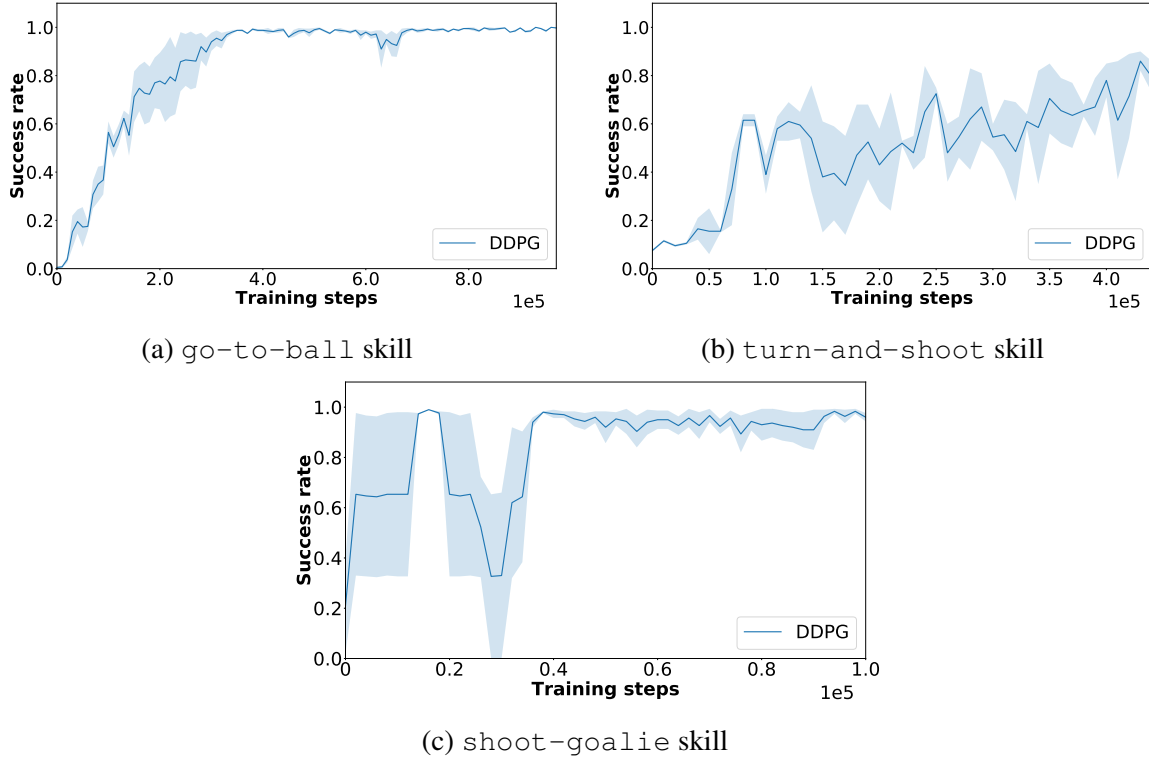 1.0
0.8
0.6
0.4
0.2
0.0
Success rate
0 2.0 4.0 6.0 8.0
Training steps
1e5
DDPG
(a) go-to-ball skill
1.0
0.8
0.6
0.4
0.2
0.0
Success rate
0 0.5 1.0 1.5 2.0 2.5 3.0 3.5 4.0
Training steps
1e5
DDPG
(b) turn-and-shoot skill
1.0
0.8
0.6
0.4
0.2
0.0
Success rate
0 0.2 0.4 0.6 0.8 1.0
Training steps
1e5
DDPG
(c) shoot-goalie skill